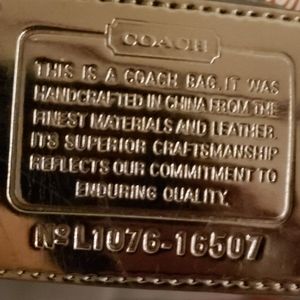 COACH
THIS IS A COACH BAG. IT WAS
HANDCRAFTED IN CHINA FROM THE
FINEST MATERIALS AND LEATHER.
ITS SUPERIOR CRAFTSMANSHIP
REFLECTS OUR COMMITMENT TO
ENDURING QUALITY.
Nº L1076-16507